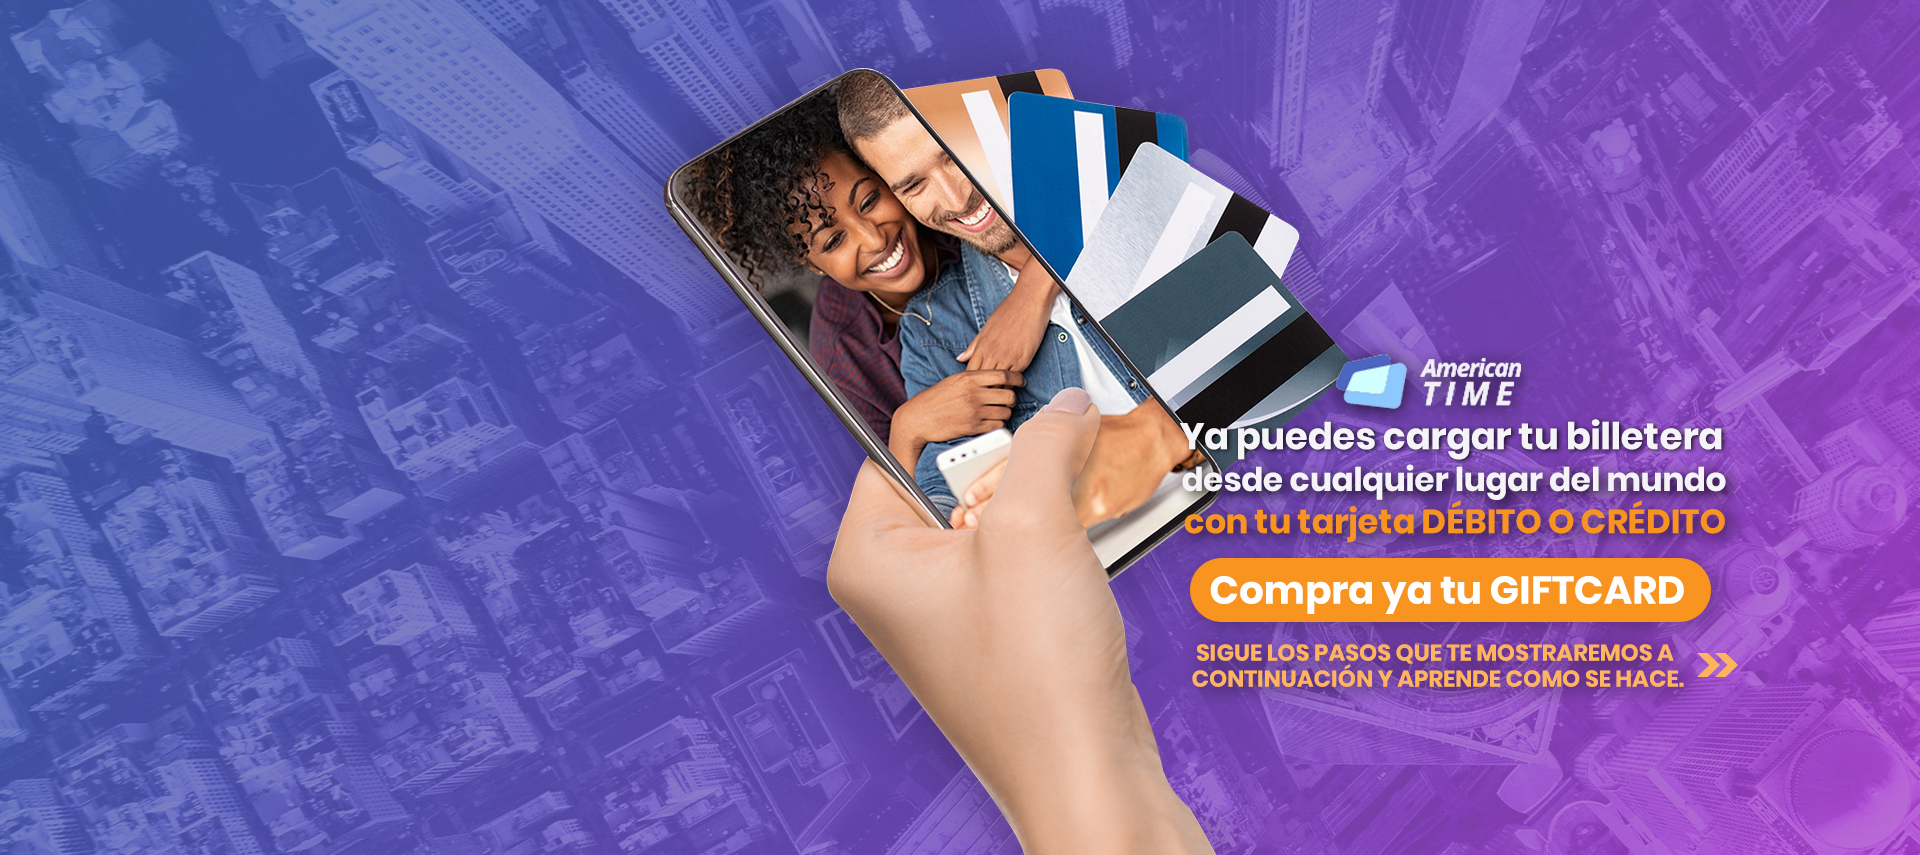 American
TIME
Ya puedes cargar tu billetera
desde cualquier lugar del mundo
con tu tarjeta DÉBITO O CRÉDITO
Compra ya tu GIFTCARD
SIGUE LOS PASOS QUE TE MOSTRAREMOS A
CONTINUACIÓN Y APRENDE COMO SE HACE.